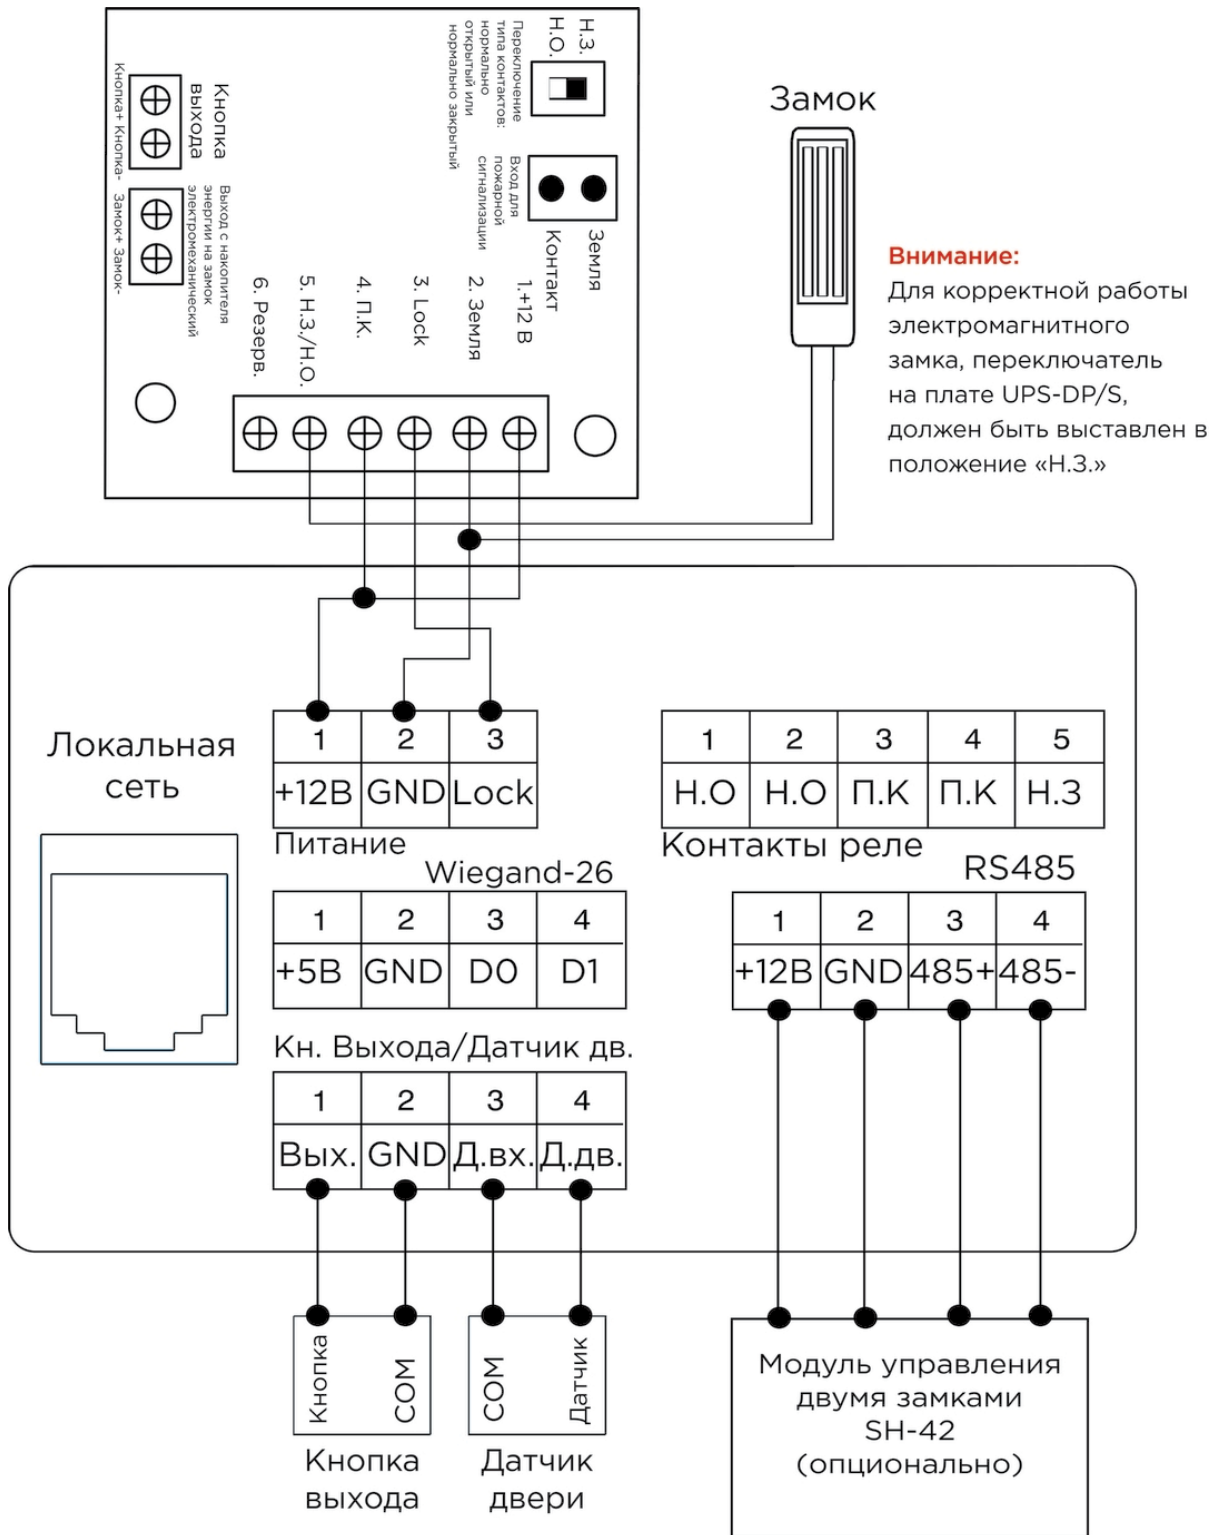 Кнопка
выхода
Кнопка+ Кнопка-
Выход с накопителя
энергии на замок
электромеханический
Замок+ Замок-
Переключение
типа контактов:
нормально
открытый или
нормально закрытый
Н.З.
Н.О.
Вход для
пожарной
сигнализации
Земля
Контакт
6. Резерв.
5. Н.З./Н.О.
4. П.К.
3. Lock
2. Земля
1.+12 В
Замок
Внимание:
Для корректной работы
электромагнитного
замка, переключатель
на плате UPS-DP/S,
должен быть выставлен в
положение «Н.З.»
Локальная
сеть
1 2 3
+12В GND Lock
Питание
1 2 3 4 5
Н.О Н.О П.К П.К Н.З
Контакты реле
Wiegand-26
1 2 3 4
+5В GND D0 D1
RS485
1 2 3 4
+12В GND 485+ 485-
Кн. Выхода/Датчик дв.
1 2 3 4
Вых. GND Д.вх. Д.дв.
Кнопка
COM
COM
Датчик
Кнопка
выхода
Датчик
двери
Модуль управления
двумя замками
SH-42
(опционально)